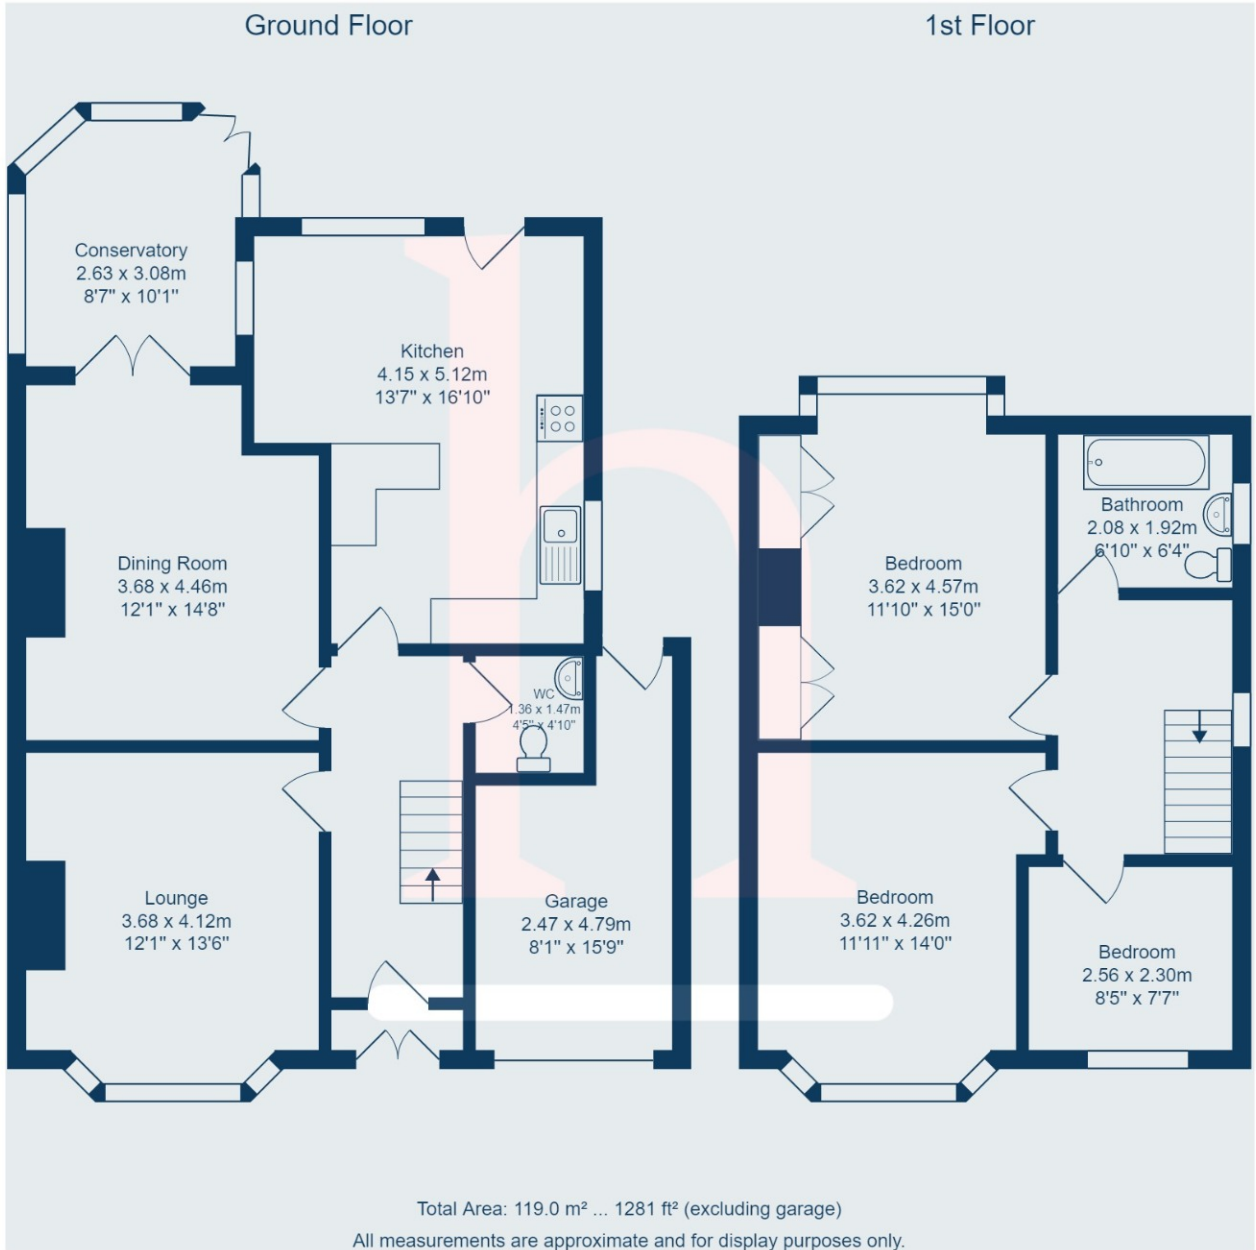 Ground Floor
1st Floor
Conservatory
2.63 x 3.08m
8'7" x 10'1"
Kitchen
4.15 x 5.12m
13'7" x 16'10"
Dining Room
3.68 x 4.46m
12'1" x 14'8"
WC
1.36 x 1.47m
4'5" x 4'10"
Lounge
3.68 x 4.12m
12'1" x 13'6"
Garage
2.47 x 4.79m
8'1" x 15'9"
Bathroom
2.08 x 1.92m
6'10" x 6'4"
Bedroom
3.62 x 4.57m
11'10" x 15'0"
Bedroom
3.62 x 4.26m
11'11" x 14'0"
Bedroom
2.56 x 2.30m
8'5" x 7'7"
Total Area: 119.0 m² ... 1281 ft² (excluding garage)
All measurements are approximate and for display purposes only.
h